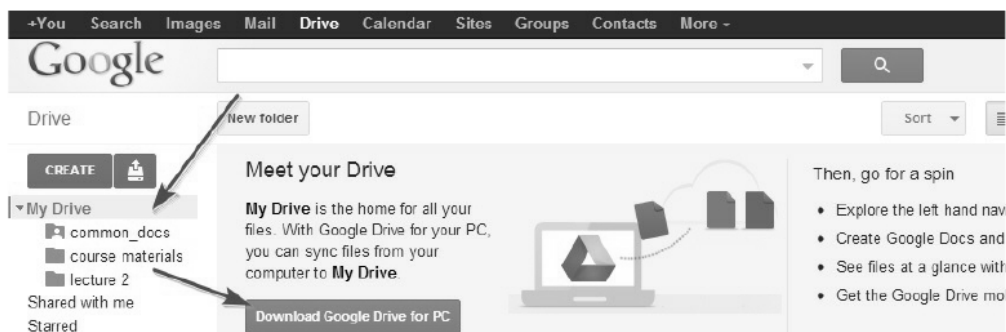 +You Search Images Mail Drive Calendar Sites Groups Contacts More
Google
Drive
New folder
Sort
CREATE
My Drive
common_docs
course materials
lecture 2
Shared with me
Starred
Meet your Drive
My Drive is the home for all your
files. With Google Drive for your PC,
you can sync files from your
computer to My Drive.
Download Google Drive for PC
Then, go for a spin
• Explore the left hand nav
• Create Google Docs and
• See files at a glance with
• Get the Google Drive mo